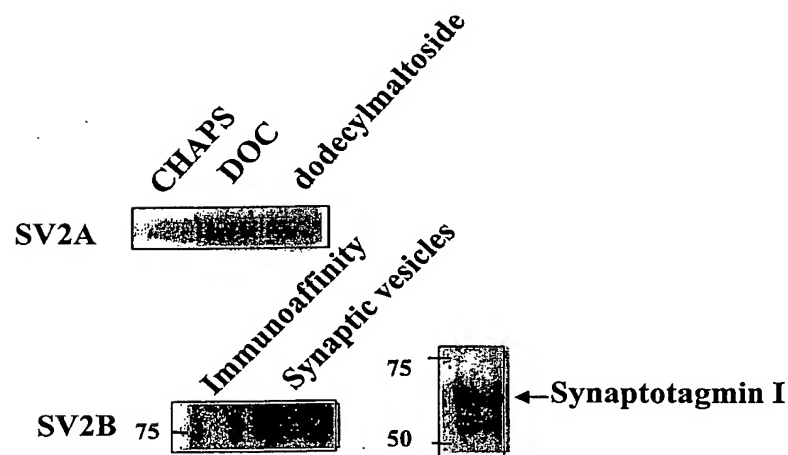 CHAPS
DOC
dodecylmaltoside
SV2A
Immunoaffinity
Synaptic vesicles
75
Synaptotagmin I
SV2B 75
50